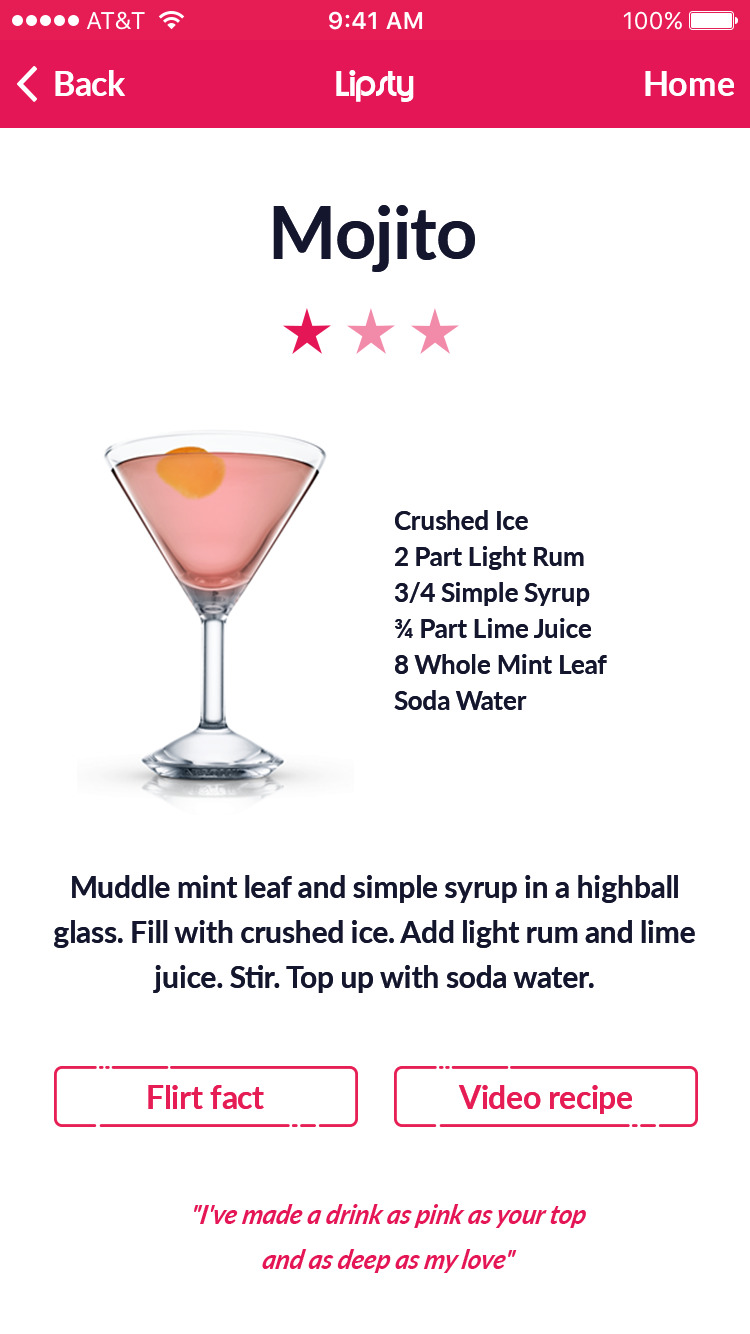 AT&T 9:41 AM 100%
Back Lipsty Home
Mojito
Crushed Ice
2 Part Light Rum
3/4 Simple Syrup
¾ Part Lime Juice
8 Whole Mint Leaf
Soda Water
Muddle mint leaf and simple syrup in a highball
glass. Fill with crushed ice. Add light rum and lime
juice. Stir. Top up with soda water.
Flirt fact Video recipe
"I've made a drink as pink as your top
and as deep as my love"